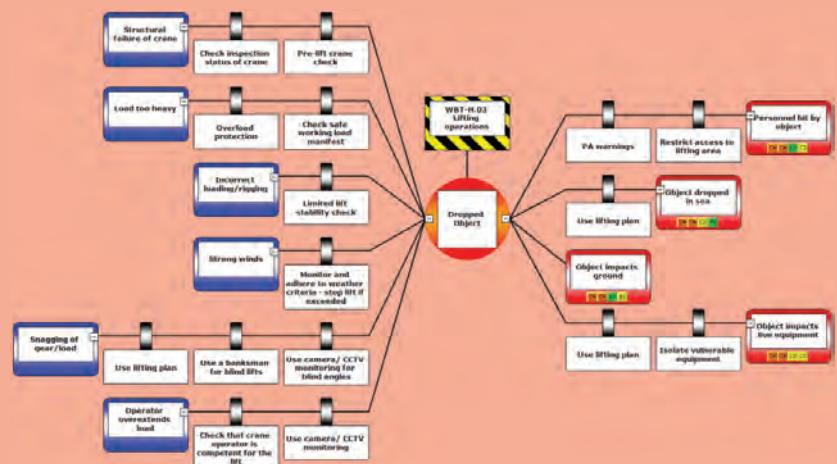 Structural
failure of crane
Check inspection
status of crane
Pre-lift crane
check
Load too heavy
Overload
protection
Check safe
working load
manifest
Incorrect
loading/rigging
Limited lift
stability check
Strong winds
Monitor and
adhere to weather
criteria - stop lift if
exceeded
Snagging of
gear/load
Use lifting plan
Use a banksman
for blind lifts
Use camera/ CCTV
monitoring for
blind angles
Operator
overextends
load
Check that crane
operator is
competent for the
lift
Use camera/ CCTV
monitoring
WBT-H.03
Lifting
operations
Dropped
Object
PA warnings
Restrict access to
lifting area
Personnel hit by
object
Use lifting plan
Object dropped
in sea
Object impacts
ground
Use lifting plan
Isolate vulnerable
equipment
Object impacts
live equipment